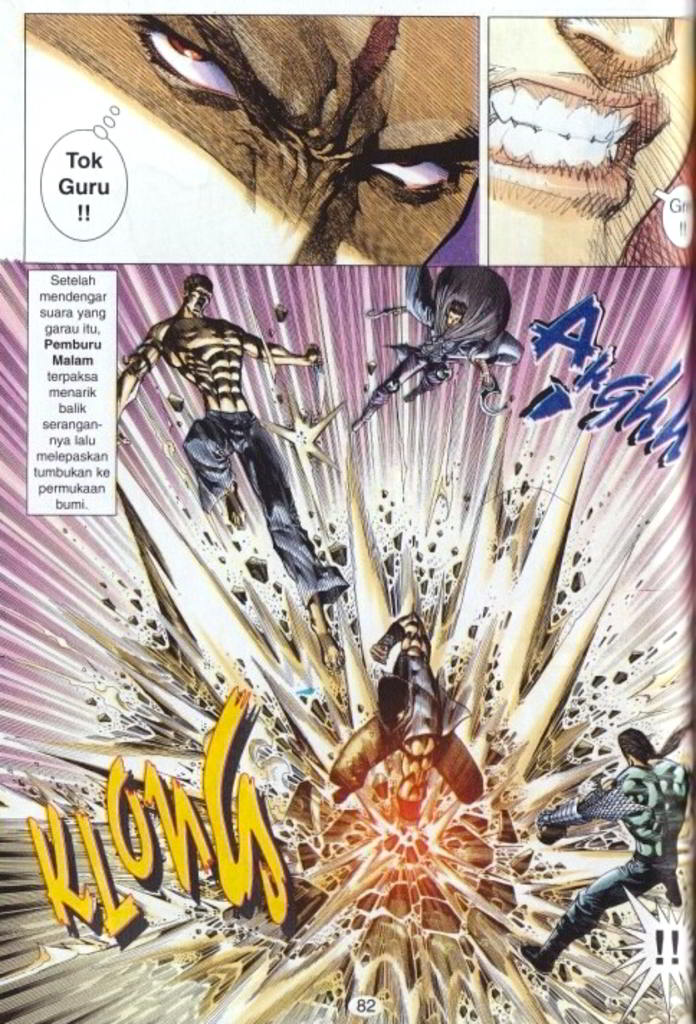 Tok
Guru
!!
Gr
!!
Setelah
mendengar
suara yang
garau itu,
Pemburu
Malam
terpaksa
menarik
balik
serangan-
nya lalu
melepaskan
tumbukan ke
permukaan
bumi.
Arghh
KLONG
!!
82